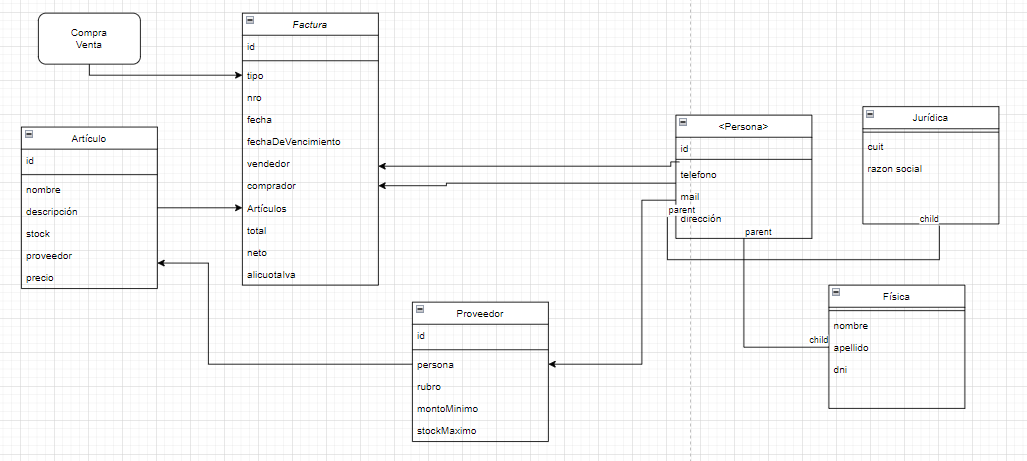 Compra
Venta
Factura
id
tipo
nro
fecha
fechaDeVencimiento
vendedor
comprador
Artículos
total
neto
alicuotaIva
Artículo
id
nombre
descripción
stock
proveedor
precio
<Persona>
id
telefono
mail
parent
dirección
parent
Jurídica
cuit
razon social
child
Física
nombre
child
apellido
dni
Proveedor
id
persona
rubro
montoMinimo
stockMaximo